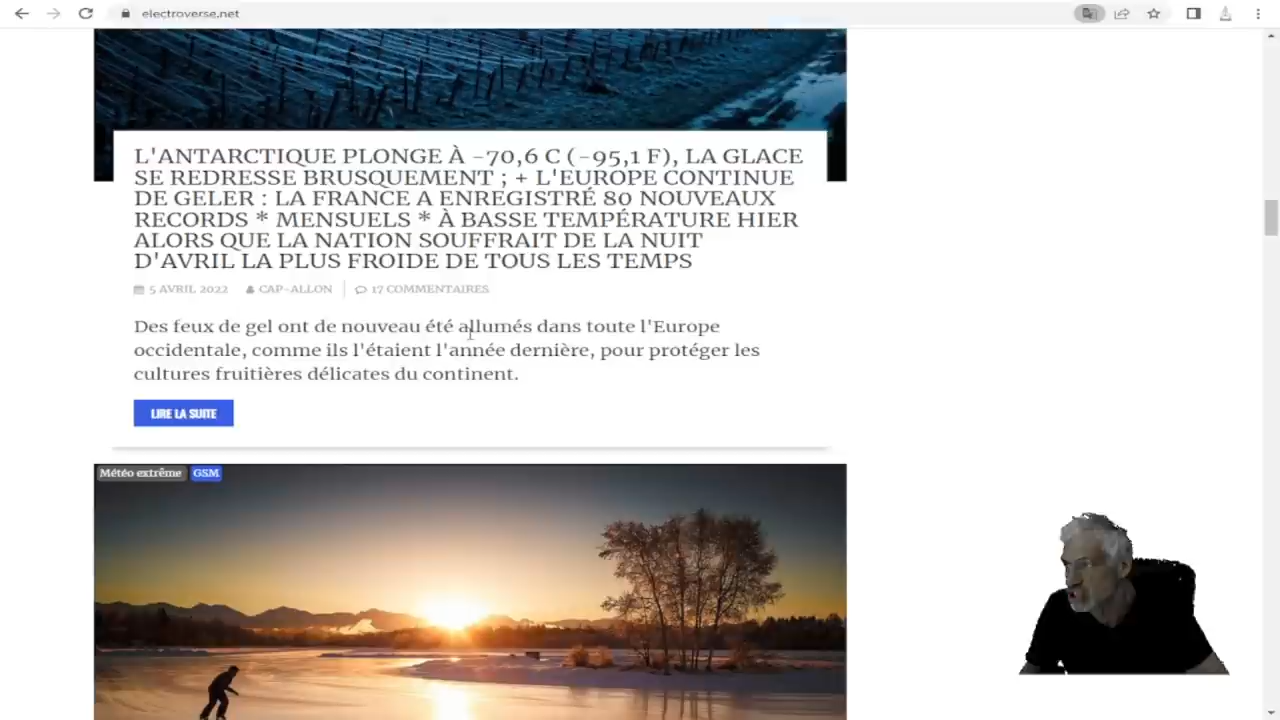 electroverse.net
L'ANTARCTIQUE PLONGE À -70,6 C (-95,1 F), LA GLACE
SE REDRESSE BRUSQUEMENT ; + L'EUROPE CONTINUE
DE GELER : LA FRANCE A ENREGISTRÉ 80 NOUVEAUX
RECORDS * MENSUELS * À BASSE TEMPÉRATURE HIER
ALORS QUE LA NATION SOUFFRAIT DE LA NUIT
D'AVRIL LA PLUS FROIDE DE TOUS LES TEMPS
5 AVRIL 2022 CAP-ALLON 17 COMMENTAIRES
Des feux de gel ont de nouveau été allumés dans toute l'Europe
occidentale, comme ils l'étaient l'année dernière, pour protéger les
cultures fruitières délicates du continent.
LIRE LA SUITE
Météo extrême GSM